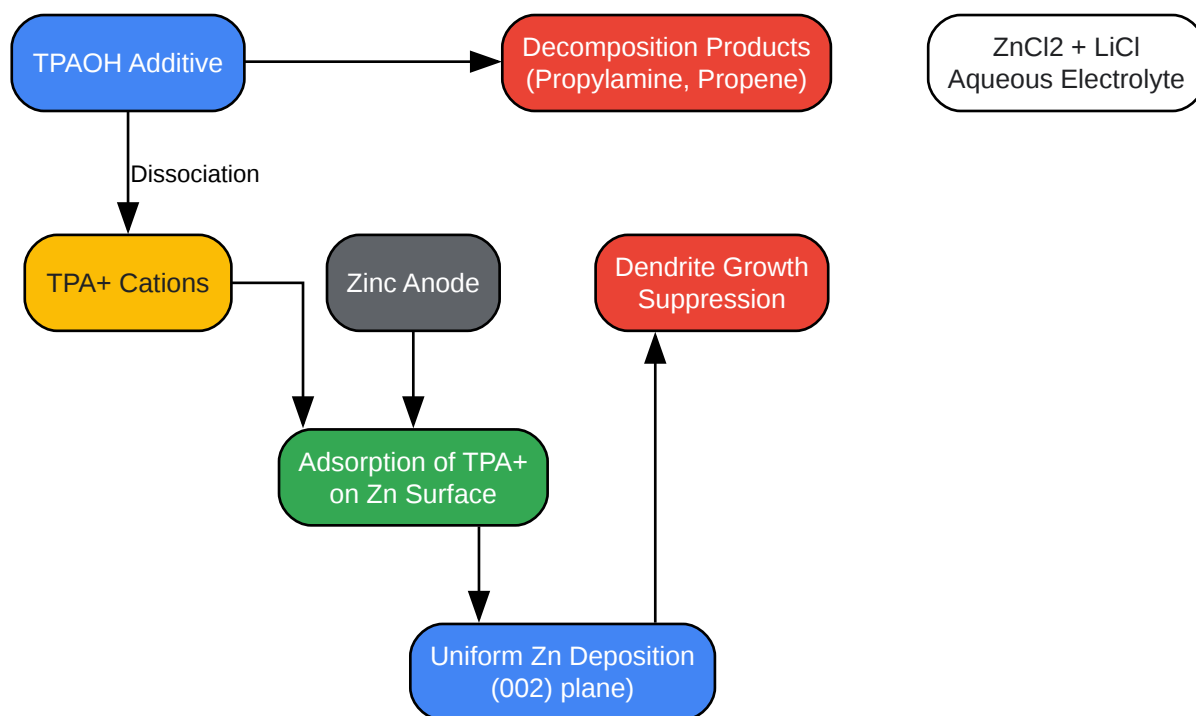 TPAOH Additive
Decomposition Products
(Propylamine, Propene)
ZnCl2 + LiCl
Aqueous Electrolyte
Dissociation
TPA+ Cations
Zinc Anode
Dendrite Growth
Suppression
Adsorption of TPA+
on Zn Surface
Uniform Zn Deposition
(002) plane)